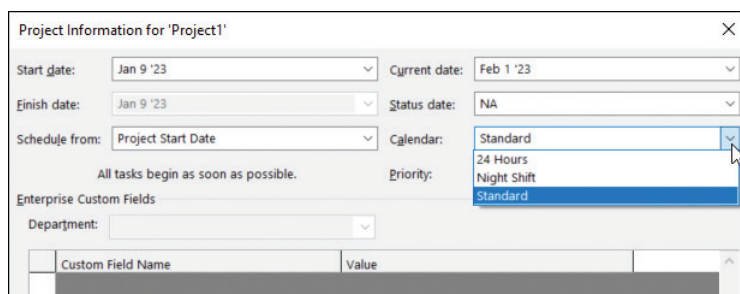 Project Information for 'Project1'
Start date: Jan 9 '23 Current date: Feb 1 '23
Finish date: Jan 9 '23 Status date: NA
Schedule from: Project Start Date Calendar: Standard
24 Hours
All tasks begin as soon as possible. Priority: Night Shift
Standard
Enterprise Custom Fields
Department:
Custom Field Name Value